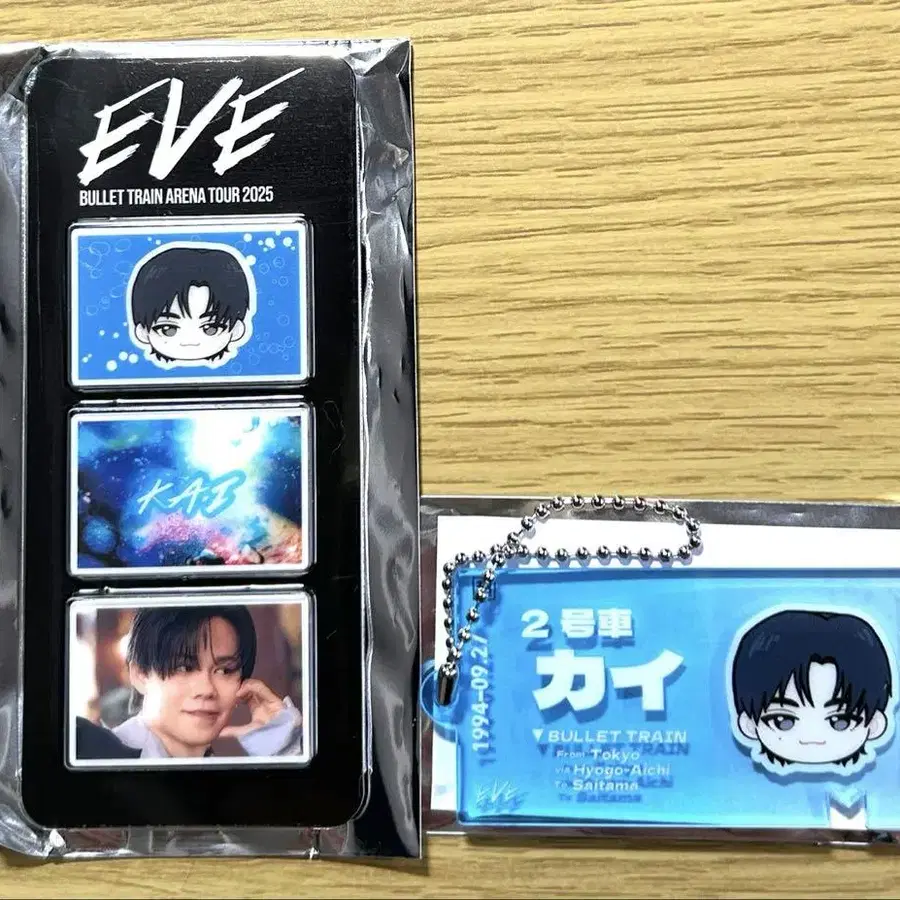 EVE
BULLET TRAIN ARENA TOUR 2025
KAI
2 号車
カイ
1994-09.27
▼BULLET TRAIN
From Tokyo
via Hyogo-Aichi
To Saitama
EVE